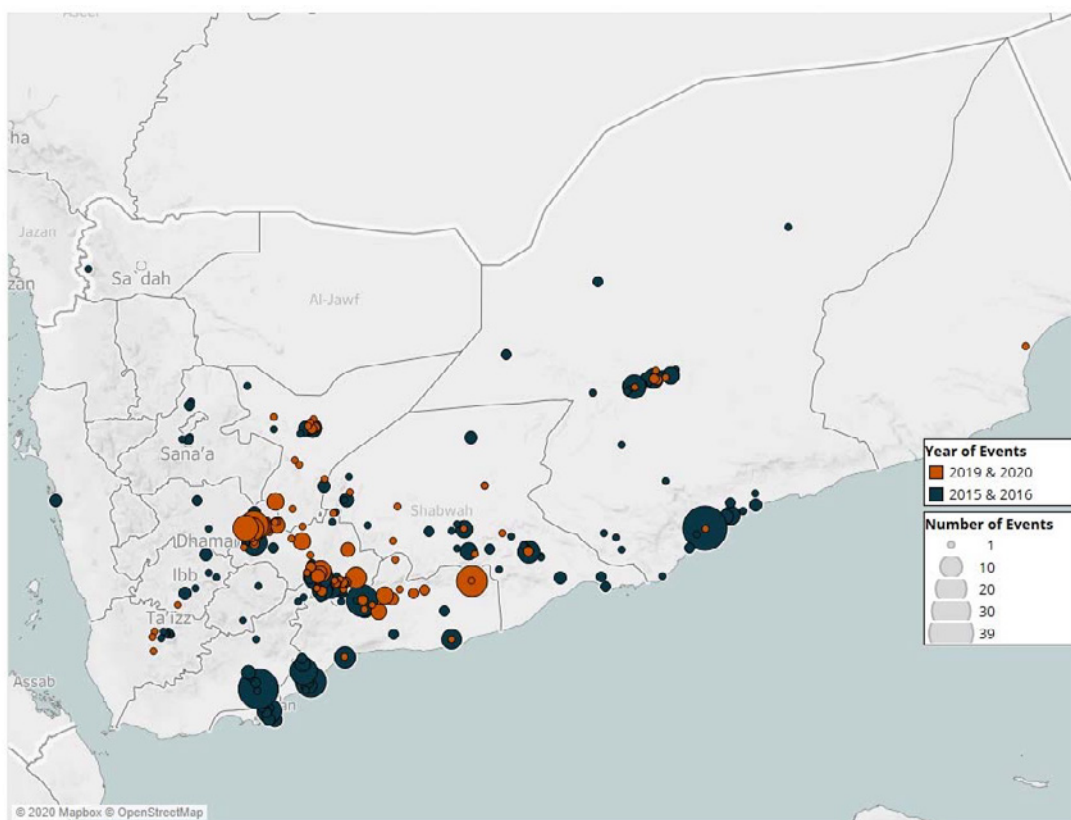 ha
Jazan
zan
Sa`dah
Al-Jawf
Sana'a
Shabwah
Dhamar
Ibb
Ta'izz
Assab
Year of Events
2019 & 2020
2015 & 2016
Number of Events
1
10
20
30
39
© 2020 Mapbox © OpenStreetMap